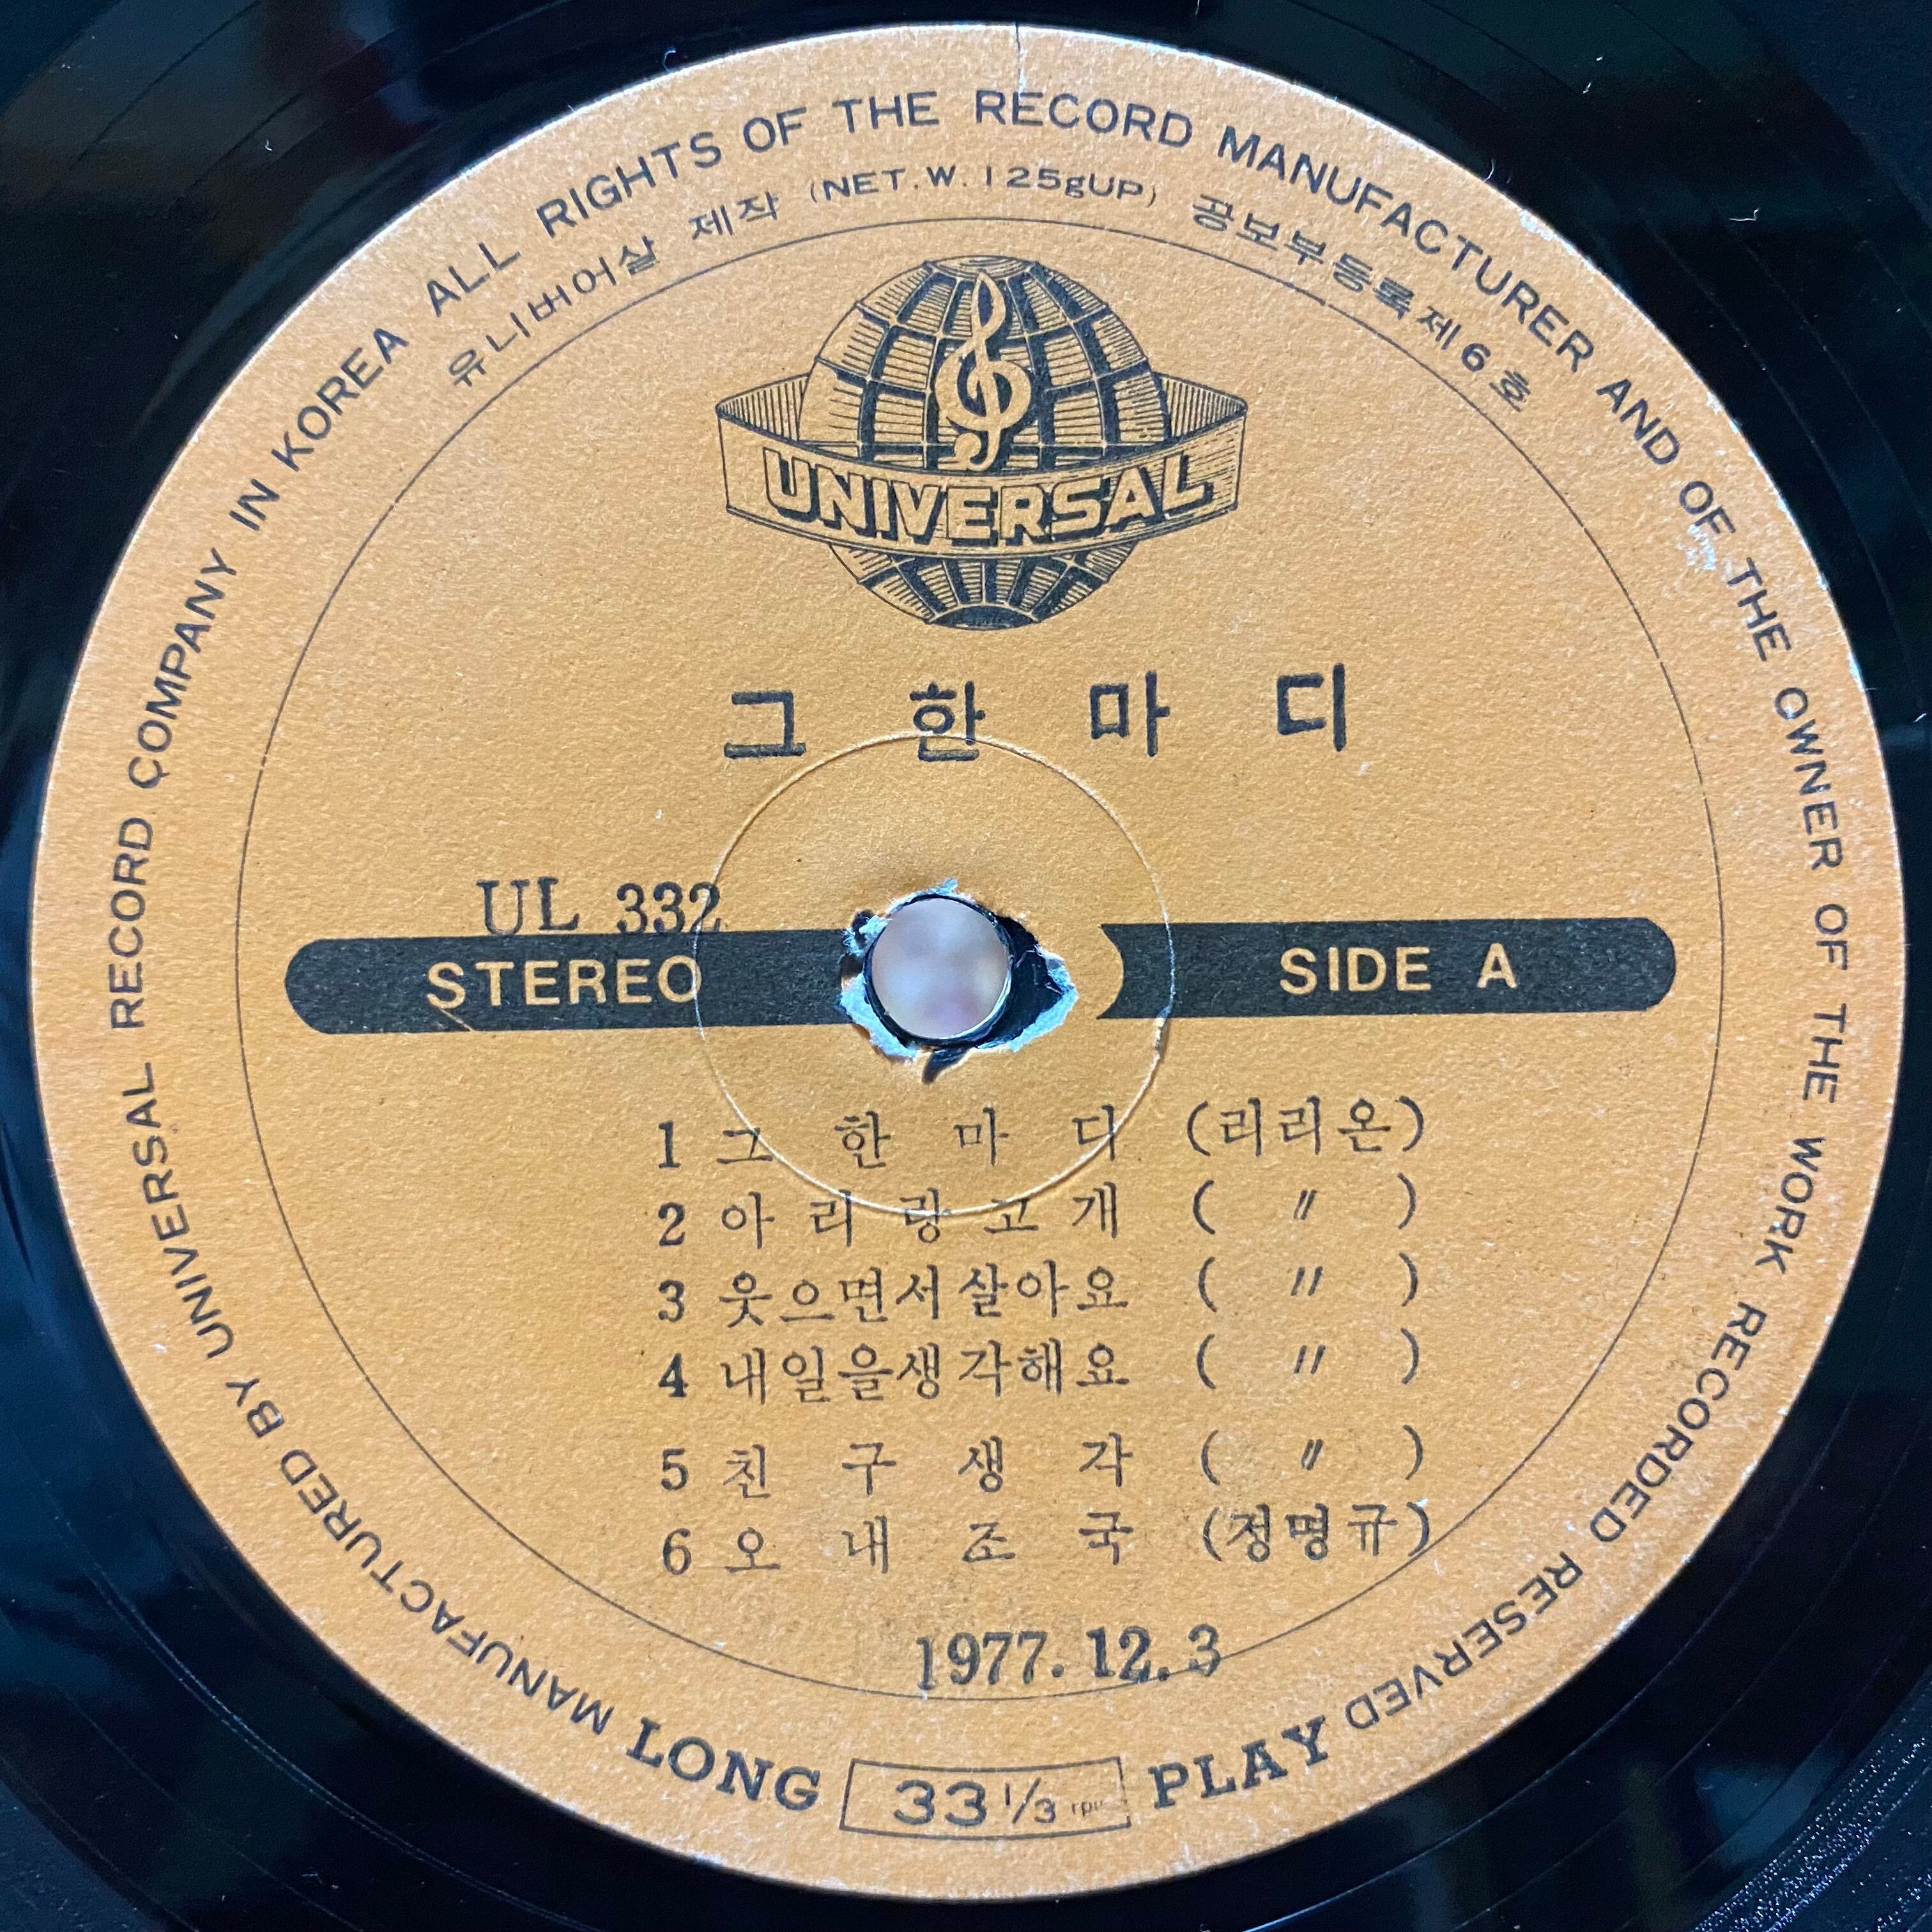 MANUFACTURED BY UNIVERSAL RECORD COMPANY IN KOREA ALL RIGHTS OF THE RECORD MANUFACTURER AND OF THE OWNER OF THE WORK RECORDED RESERVED
유니버어살 제작 (NET.W. 125gUP) 공보부등록제6호
UNIVERSAL
그 한 마 디
UL 332
STEREO SIDE A
1 그 한 마 디 (리리온)
2 아 리 랑 고 개 ( 〃 )
3 웃으면서살아요 ( 〃 )
4 내일을생각해요 ( 〃 )
5 친 구 생 각 ( 〃 )
6 오 내 조 국 (정명규)
1977.12.3
LONG 33 1/3 rpm PLAY